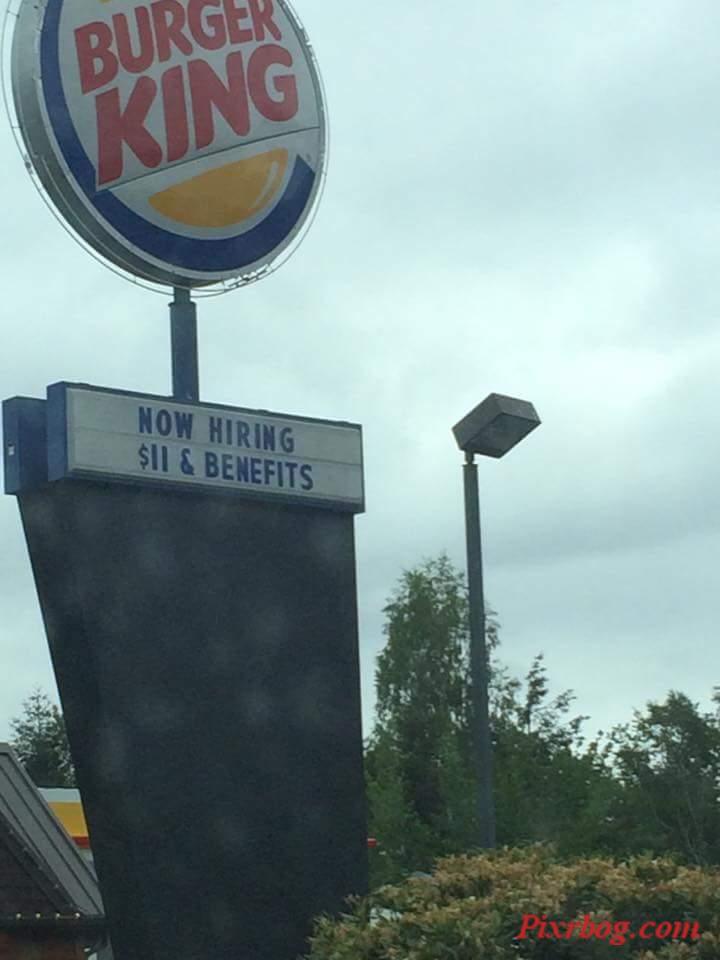 BURGER
KING
NOW HIRING
$11 & BENEFITS
Pixrbog.com